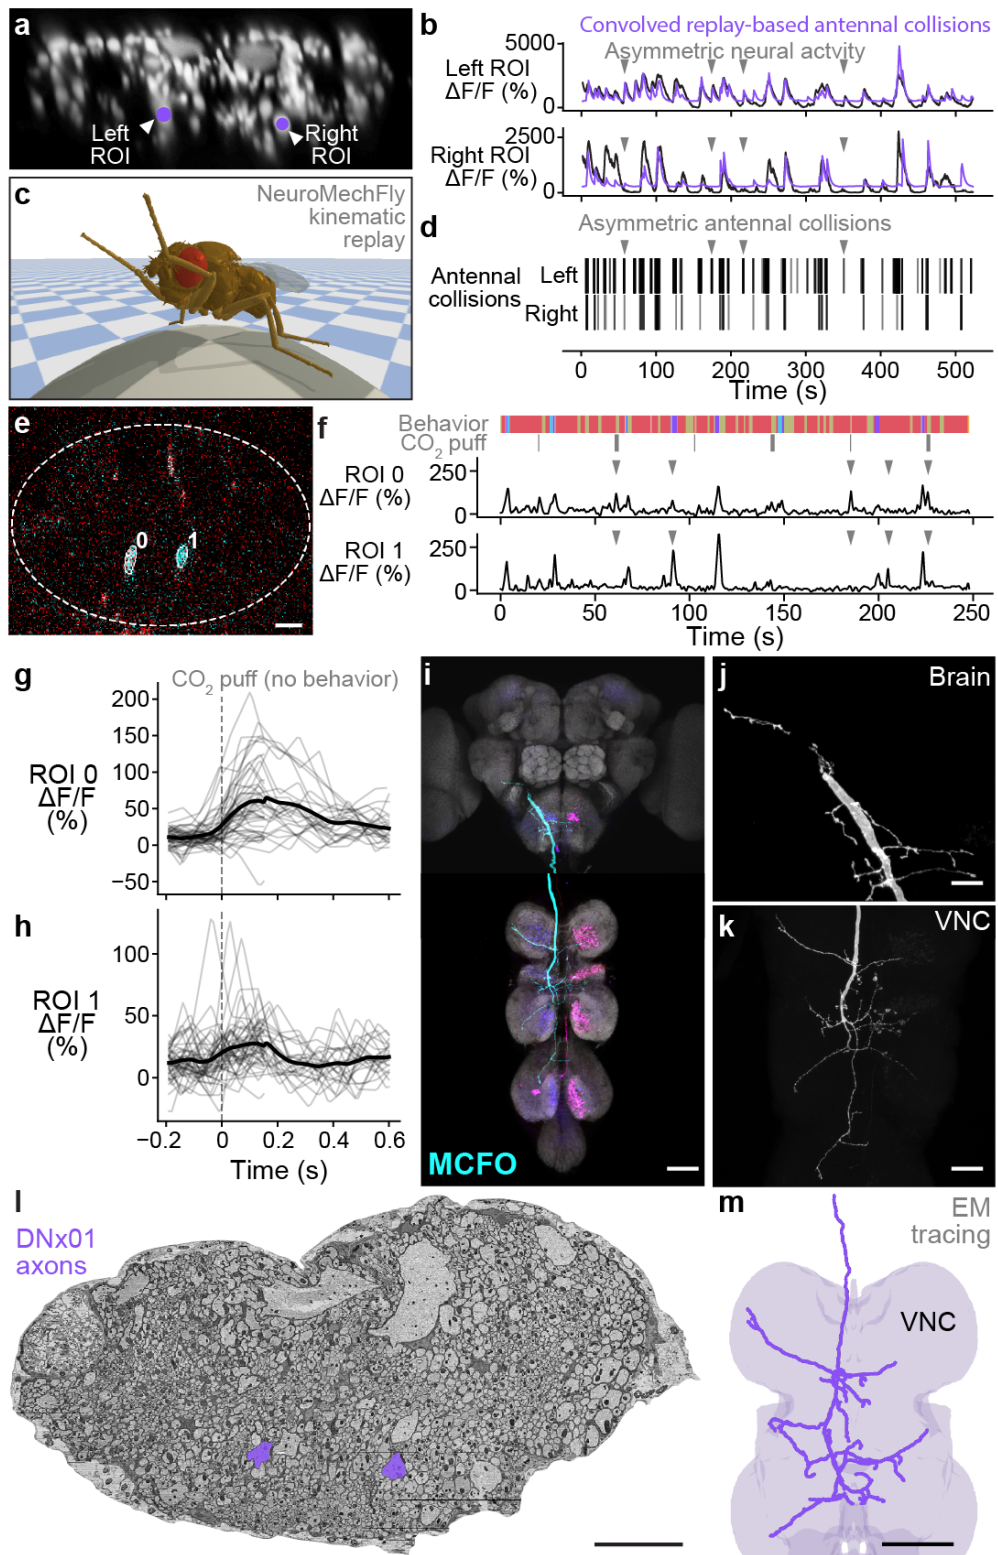 a
Left
ROI
Right
ROI
b
Convolved replay-based antennal collisions
Asymmetric neural actvity
5000
Left ROI
ΔF/F (%)
0
2500
Right ROI
ΔF/F (%)
0
c
NeuroMechFly
kinematic
replay
d
Asymmetric antennal collisions
Antennal
collisions
Left
Right
0 100 200 300 400 500
Time (s)
e
0 1
f
Behavior
CO2 puff
ROI 0
ΔF/F (%)
250
0
ROI 1
ΔF/F (%)
250
0
0 50 100 150 200 250
Time (s)
g
CO2 puff (no behavior)
ROI 0
ΔF/F
(%)
200
150
100
50
0
−50
h
ROI 1
ΔF/F
(%)
100
50
0
−0.2 0 0.2 0.4 0.6
Time (s)
i
MCFO
j
Brain
k
VNC
l
DNx01
axons
m
EM
tracing
VNC